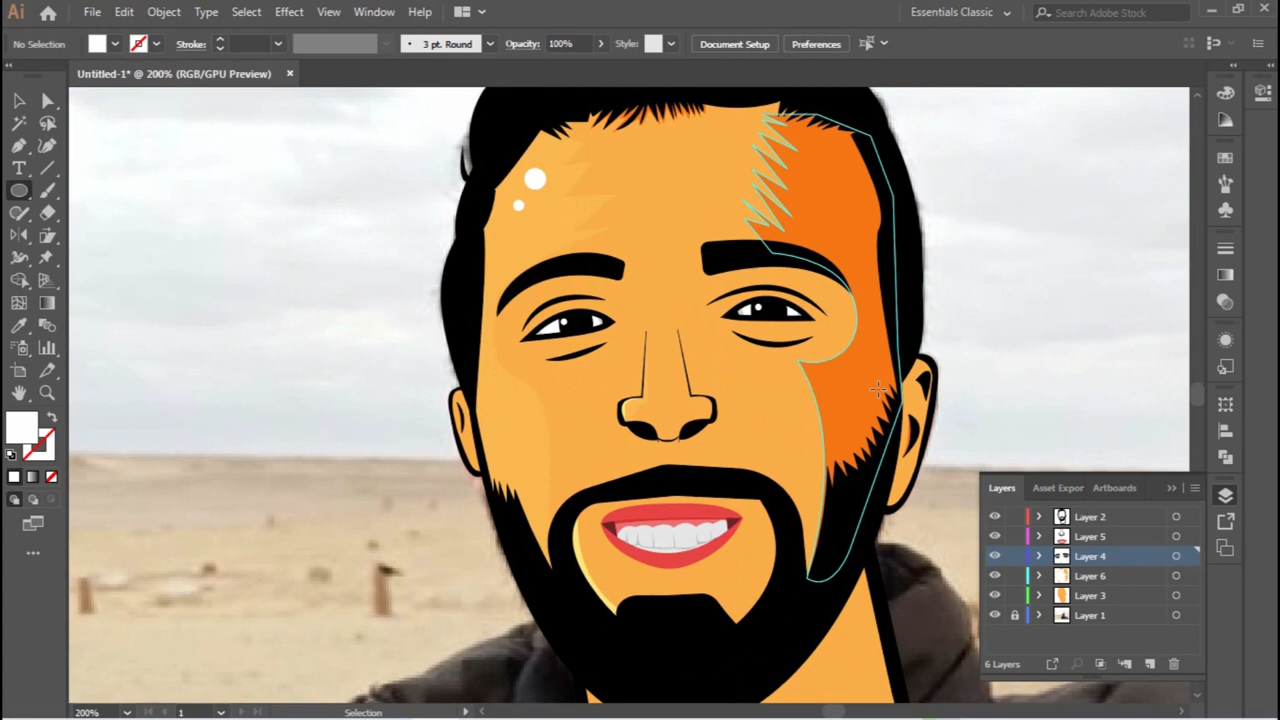 Ai File Edit Object Type Select Effect View Window Help Essentials Classic Search Adobe Stock
No Selection Stroke: 3 pt. Round Opacity: 100% Style: Document Setup Preferences
Untitled-1* @ 200% (RGB/GPU Preview)
Layers Asset Expor Artboards
Layer 2
Layer 5
Layer 4
Layer 6
Layer 3
Layer 1
6 Layers
200% 1 Selection